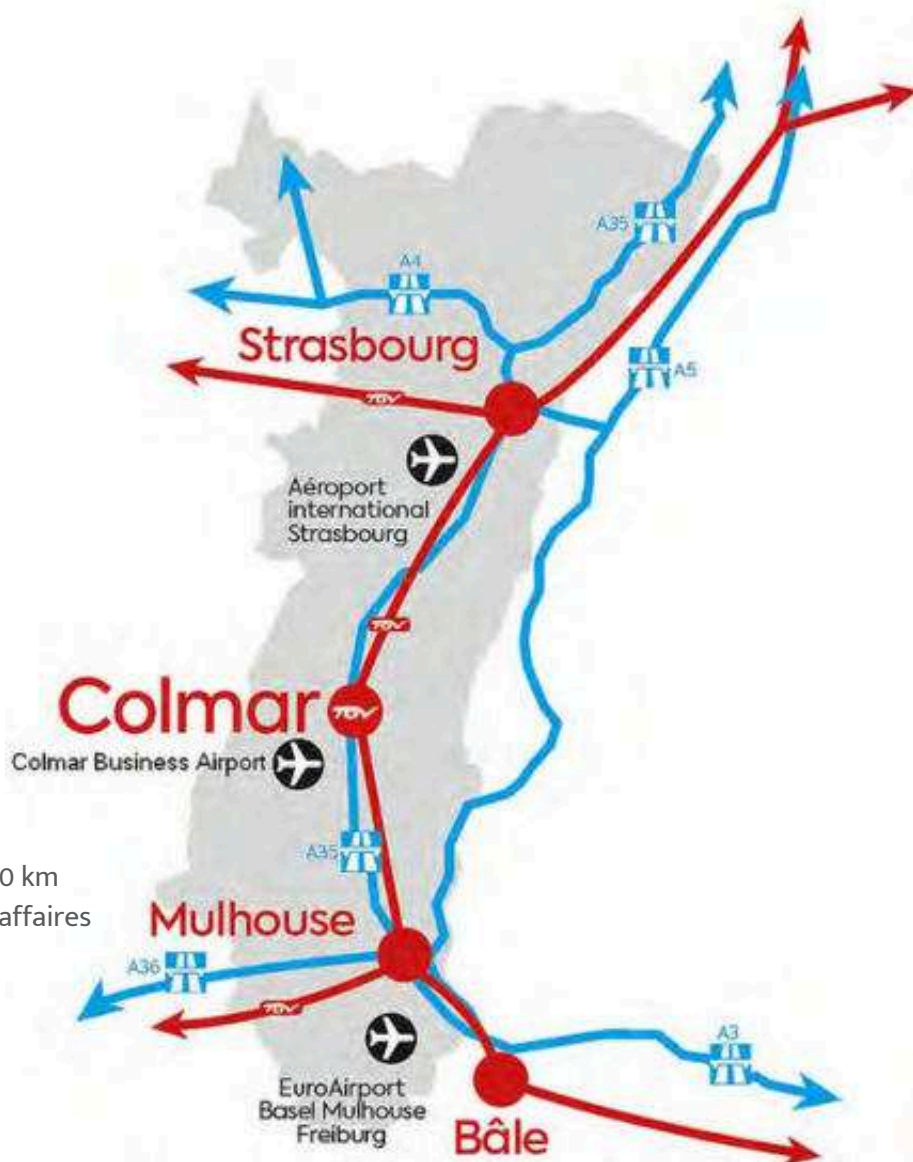 A35
A4
Strasbourg
A5
TGV
Aéroport
international
Strasbourg
TGV
Colmar
TGV
Colmar Business Airport
A35
0 km
affaires
Mulhouse
A36
TGV
A3
EuroAirport
Basel Mulhouse
Freiburg
Bâle